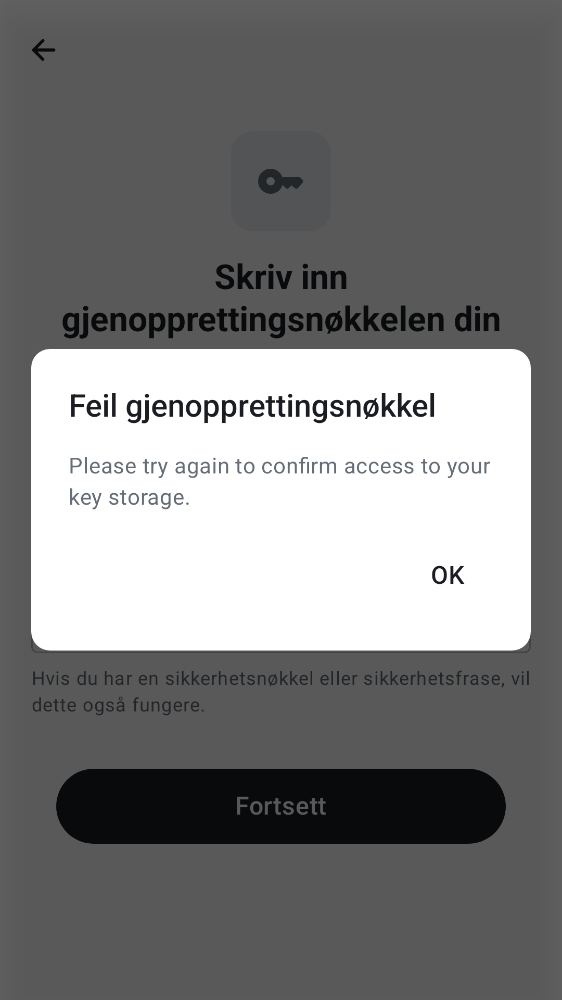 Skriv inn
gjenopprettingsnøkkelen din
Feil gjenopprettingsnøkkel
Please try again to confirm access to your
key storage.
OK
Hvis du har en sikkerhetsnøkkel eller sikkerhetsfrase, vil
dette også fungere.
Fortsett